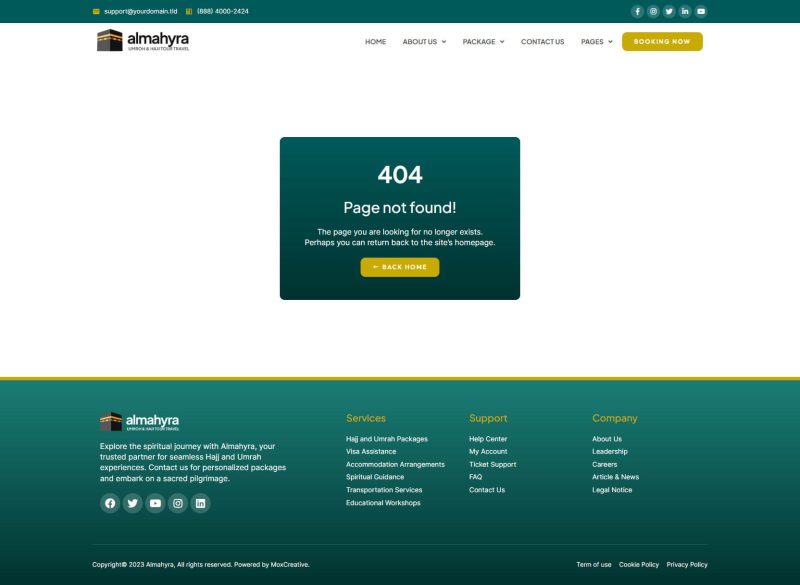 support@yourdomain.tld (888) 4000-2424
almahyra
UMROH & HAJJ TOUR TRAVEL
HOME ABOUT US PACKAGE CONTACT US PAGES BOOKING NOW
404
Page not found!
The page you are looking for no longer exists.
Perhaps you can return back to the site's homepage.
← BACK HOME
almahyra
UMROH & HAJJ TOUR TRAVEL
Explore the spiritual journey with Almahyra, your
trusted partner for seamless Hajj and Umrah
experiences. Contact us for personalized packages
and embark on a sacred pilgrimage.
Services
Hajj and Umrah Packages
Visa Assistance
Accommodation Arrangements
Spiritual Guidance
Transportation Services
Educational Workshops
Support
Help Center
My Account
Ticket Support
FAQ
Contact Us
Company
About Us
Leadership
Careers
Article & News
Legal Notice
Copyright© 2023 Almahyra, All rights reserved. Powered by MoxCreative.
Term of use Cookie Policy Privacy Policy